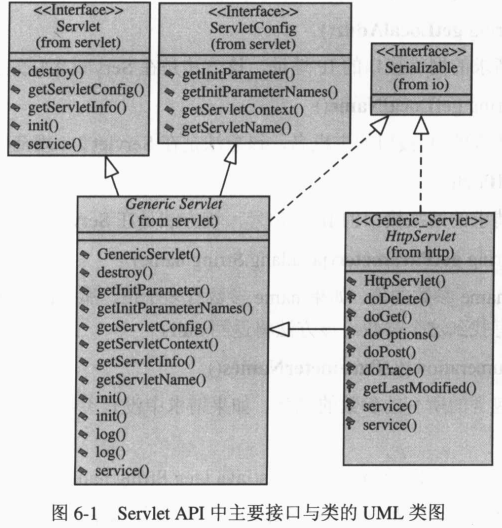 <<Interface>>
Servlet
(from servlet)
destroy()
getServletConfig()
getServletInfo()
init()
service()
<<Interface>>
ServletConfig
(from servlet)
getInitParameter()
getInitParameterNames()
getServletContext()
getServletName()
<<Interface>>
Serializable
(from io)
Generic Servlet
( from servlet)
GenericServlet()
destroy()
getInitParameter()
getInitParameterNames()
getServletConfig()
getServletContext()
getServletInfo()
getServletName()
init()
init()
log()
log()
service()
<<Generic_Servlet>>
HttpServlet
(from http)
HttpServlet()
doDelete()
doGet()
doOptions()
doPost()
doTrace()
getLastModified()
service()
service()
图 6-1 Servlet API 中主要接口与类的 UML 类图